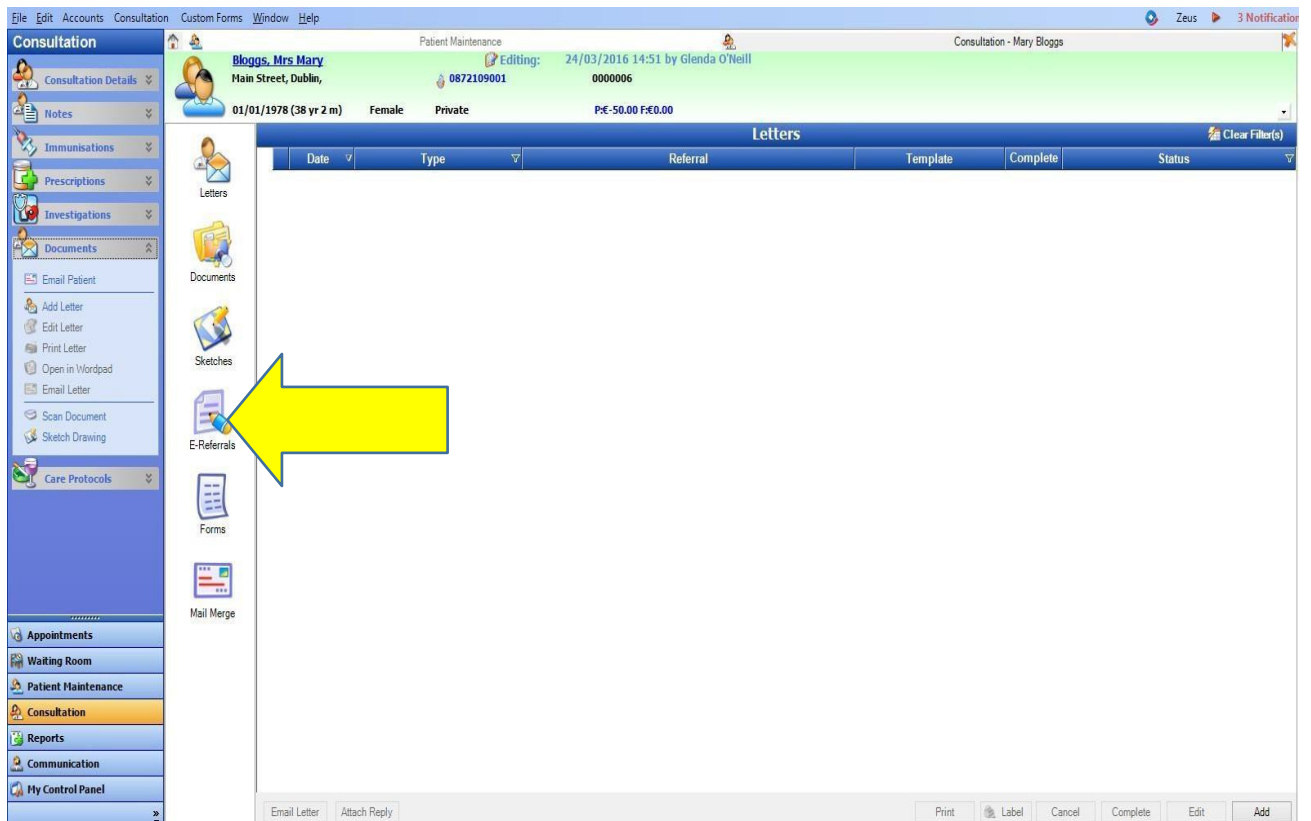 File Edit Accounts Consultation Custom Forms Window Help
Zeus 3 Notification
Consultation
Patient Maintenance
Consultation - Mary Bloggs
Bloggs, Mrs Mary
Editing: 24/03/2016 14:51 by Glenda O'Neill
Main Street, Dublin,
0872109001
0000006
01/01/1978 (38 yr 2 m) Female Private P:€-50.00 F:€0.00
Consultation Details
Notes
Immunisations
Prescriptions
Investigations
Documents
Email Patient
Add Letter
Edit Letter
Print Letter
Open in Wordpad
Email Letter
Scan Document
Sketch Drawing
Care Protocols
Appointments
Waiting Room
Patient Maintenance
Consultation
Reports
Communication
My Control Panel
»
Letters
Documents
Sketches
E-Referrals
Forms
Mail Merge
Letters
Clear Filter(s)
Date Type Referral Template Complete Status
Email Letter Attach Reply Print Label Cancel Complete Edit Add